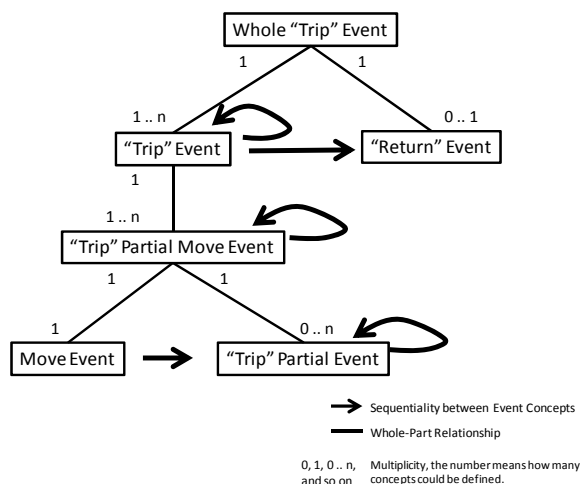 Whole “Trip” Event
1
1
1 .. n
0 .. 1
“Trip” Event
“Return” Event
1
1 .. n
“Trip” Partial Move Event
1
1
1
0 .. n
Move Event
“Trip” Partial Event
Sequentiality between Event Concepts
Whole-Part Relationship
0, 1, 0 .. n, Multiplicity, the number means how many
and so on concepts could be defined.